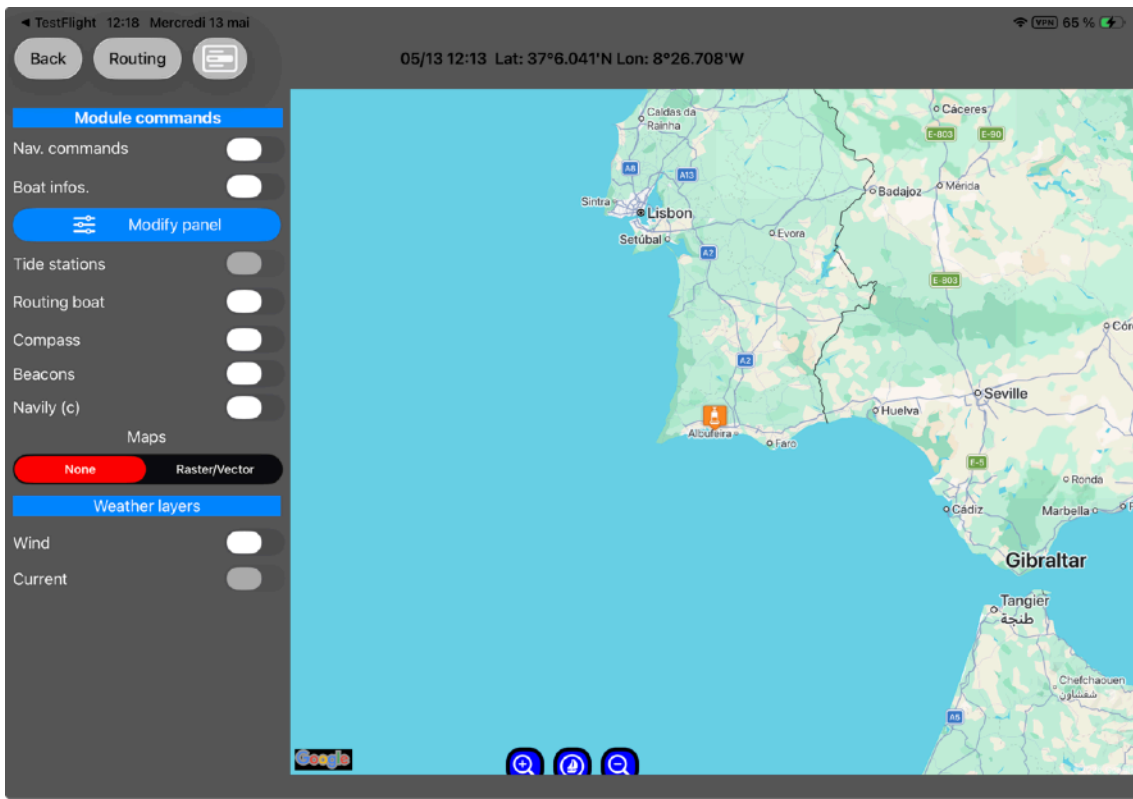 ◄ TestFlight 12:18 Mercredi 13 mai
VPN 65 %
Back
Routing
05/13 12:13 Lat: 37°6.041'N Lon: 8°26.708'W
Module commands
Nav. commands
Boat infos.
Modify panel
Tide stations
Routing boat
Compass
Beacons
Navily (c)
Maps
None
Raster/Vector
Weather layers
Wind
Current
Caldas da
Rainha
Cáceres
E-803
E-90
A8
A13
Badajoz
Mérida
Sintra
Lisbon
Setúbal
Evora
A2
E-803
A2
Seville
Huelva
Albufeira
Faro
E-5
Ronda
Cádiz
Marbella
Gibraltar
Tangier
طنجة
Chefchaouen
شفشاون
A5
Google